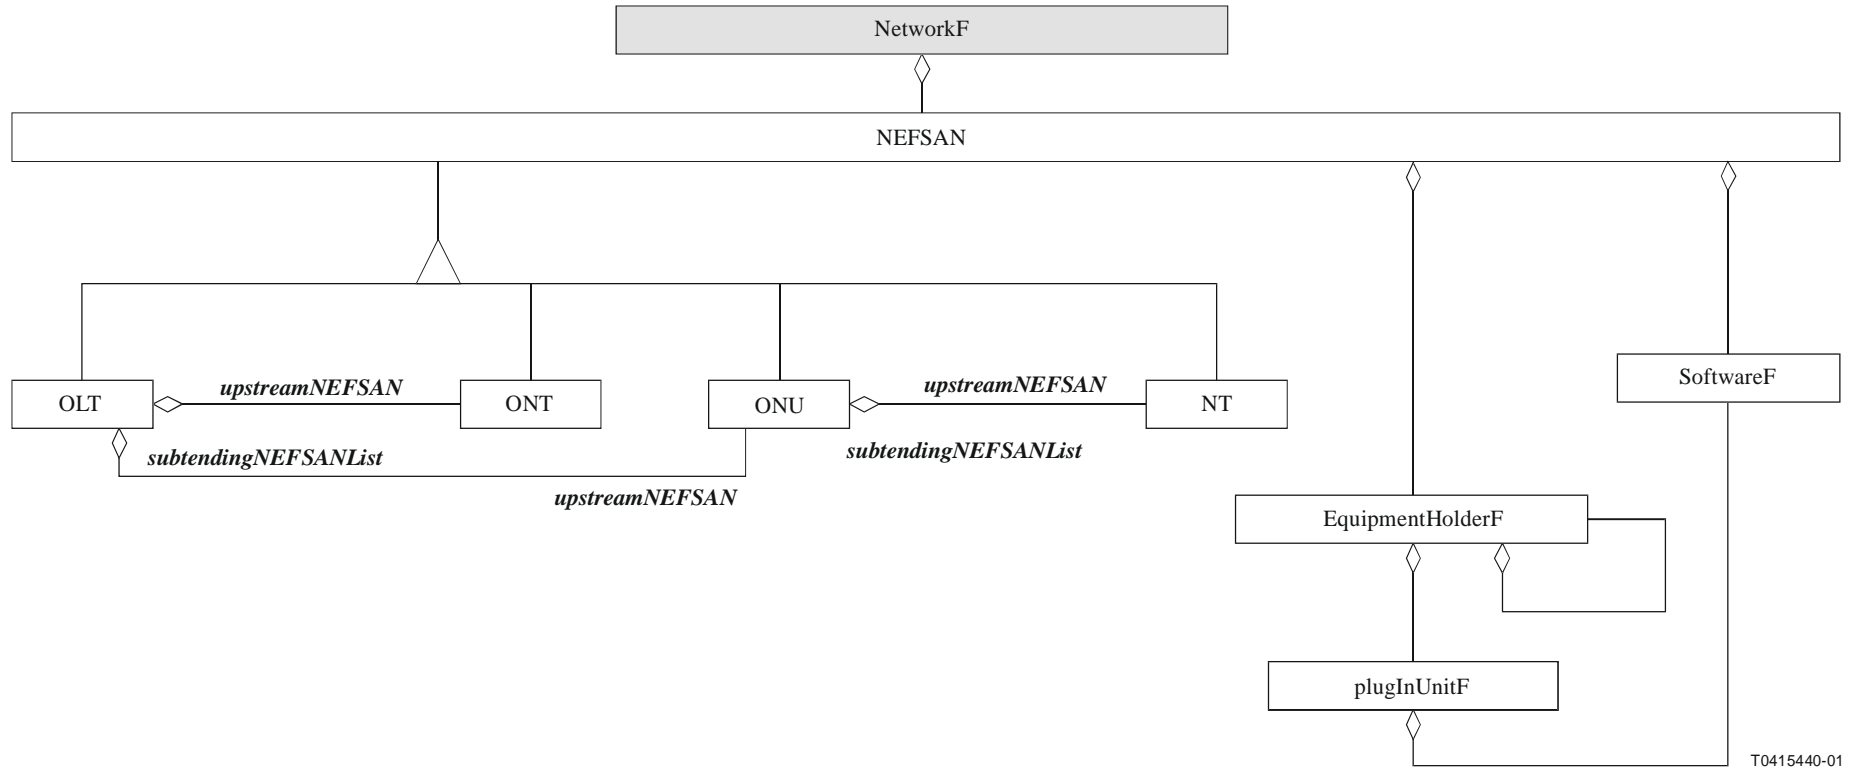 NetworkF
NEFSAN
SoftwareF
OLT
upstreamNEFSAN
ONT
ONU
upstreamNEFSAN
NT
subtendingNEFSANList
subtendingNEFSANList
upstreamNEFSAN
EquipmentHolderF
plugInUnitF
T0415440-01